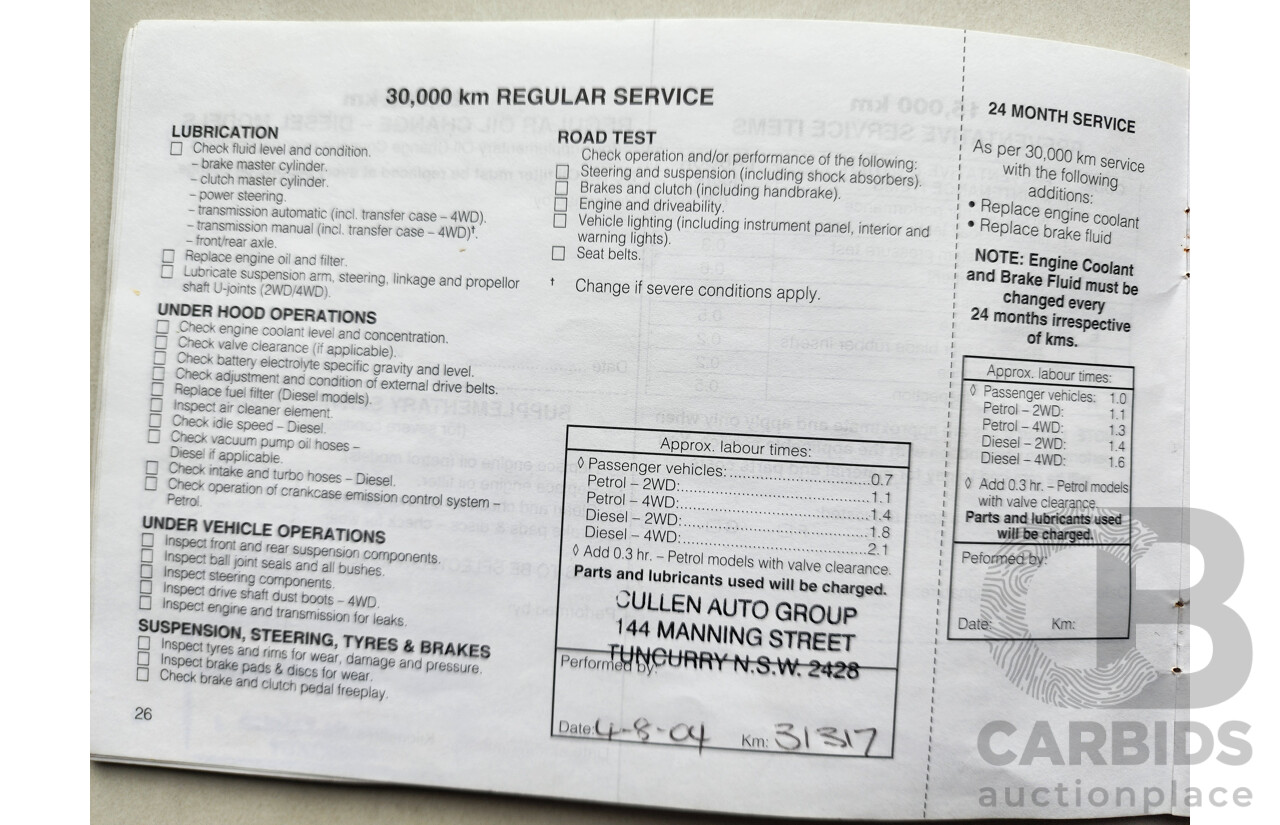 30,000 km REGULAR SERVICE
LUBRICATION
Check fluid level and condition.
– brake master cylinder.
– clutch master cylinder.
– power steering.
– transmission automatic (incl. transfer case – 4WD).
– transmission manual (incl. transfer case – 4WD)†.
– front/rear axle.
Replace engine oil and filter.
Lubricate suspension arm, steering, linkage and propellor
shaft U-joints (2WD/4WD).
UNDER HOOD OPERATIONS
Check engine coolant level and concentration.
Check valve clearance (if applicable).
Check battery electrolyte specific gravity and level.
Check adjustment and condition of external drive belts.
Replace fuel filter (Diesel models).
Inspect air cleaner element.
Check idle speed – Diesel.
Check vacuum pump oil hoses –
Diesel if applicable.
Check intake and turbo hoses – Diesel.
Check operation of crankcase emission control system –
Petrol.
UNDER VEHICLE OPERATIONS
Inspect front and rear suspension components.
Inspect ball joint seals and all bushes.
Inspect steering components.
Inspect drive shaft dust boots – 4WD.
Inspect engine and transmission for leaks.
SUSPENSION, STEERING, TYRES & BRAKES
Inspect tyres and rims for wear, damage and pressure.
Inspect brake pads & discs for wear.
Check brake and clutch pedal freeplay.
26
ROAD TEST
Check operation and/or performance of the following:
Steering and suspension (including shock absorbers).
Brakes and clutch (including handbrake).
Engine and driveability.
Vehicle lighting (including instrument panel, interior and
warning lights).
Seat belts.
† Change if severe conditions apply.
Approx. labour times:
◊ Passenger vehicles:..............................0.7
Petrol – 2WD:........................................1.1
Petrol – 4WD:........................................1.4
Diesel – 2WD:........................................1.8
Diesel – 4WD:........................................2.1
◊ Add 0.3 hr. – Petrol models with valve clearance.
Parts and lubricants used will be charged.
CULLEN AUTO GROUP
144 MANNING STREET
TUNCURRY N.S.W. 2428
Performed by:
Date: 4-8-04 Km: 31317
24 MONTH SERVICE
As per 30,000 km service
with the following
additions:
• Replace engine coolant
• Replace brake fluid
NOTE: Engine Coolant
and Brake Fluid must be
changed every
24 months irrespective
of kms.
Approx. labour times:
◊ Passenger vehicles: 1.0
Petrol – 2WD: 1.1
Petrol – 4WD: 1.3
Diesel – 2WD: 1.4
Diesel – 4WD: 1.6
◊ Add 0.3 hr. – Petrol models
with valve clearance.
Parts and lubricants used
will be charged.
Peformed by:
Date: Km:
CARBIDS
auctionplace